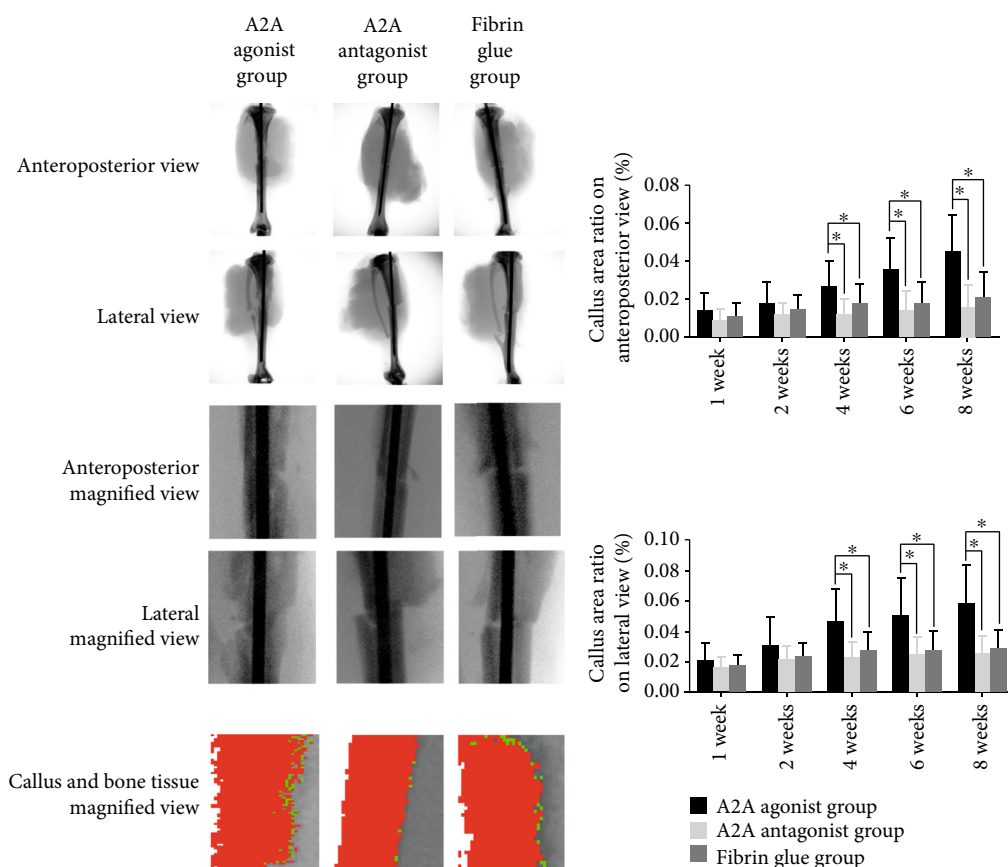 A2A
agonist
group
A2A
antagonist
group
Fibrin
glue
group
Anteroposterior view
Lateral view
Anteroposterior
magnified view
Lateral
magnified view
Callus and bone tissue
magnified view
Callus area ratio on
anteroposterior view (%)
0.08
0.06
0.04
0.02
0.00
* * * * * *
1 week
2 weeks
4 weeks
6 weeks
8 weeks
Callus area ratio
on lateral view (%)
0.10
0.08
0.06
0.04
0.02
0.00
* * * * * *
1 week
2 weeks
4 weeks
6 weeks
8 weeks
A2A agonist group
A2A antagonist group
Fibrin glue group